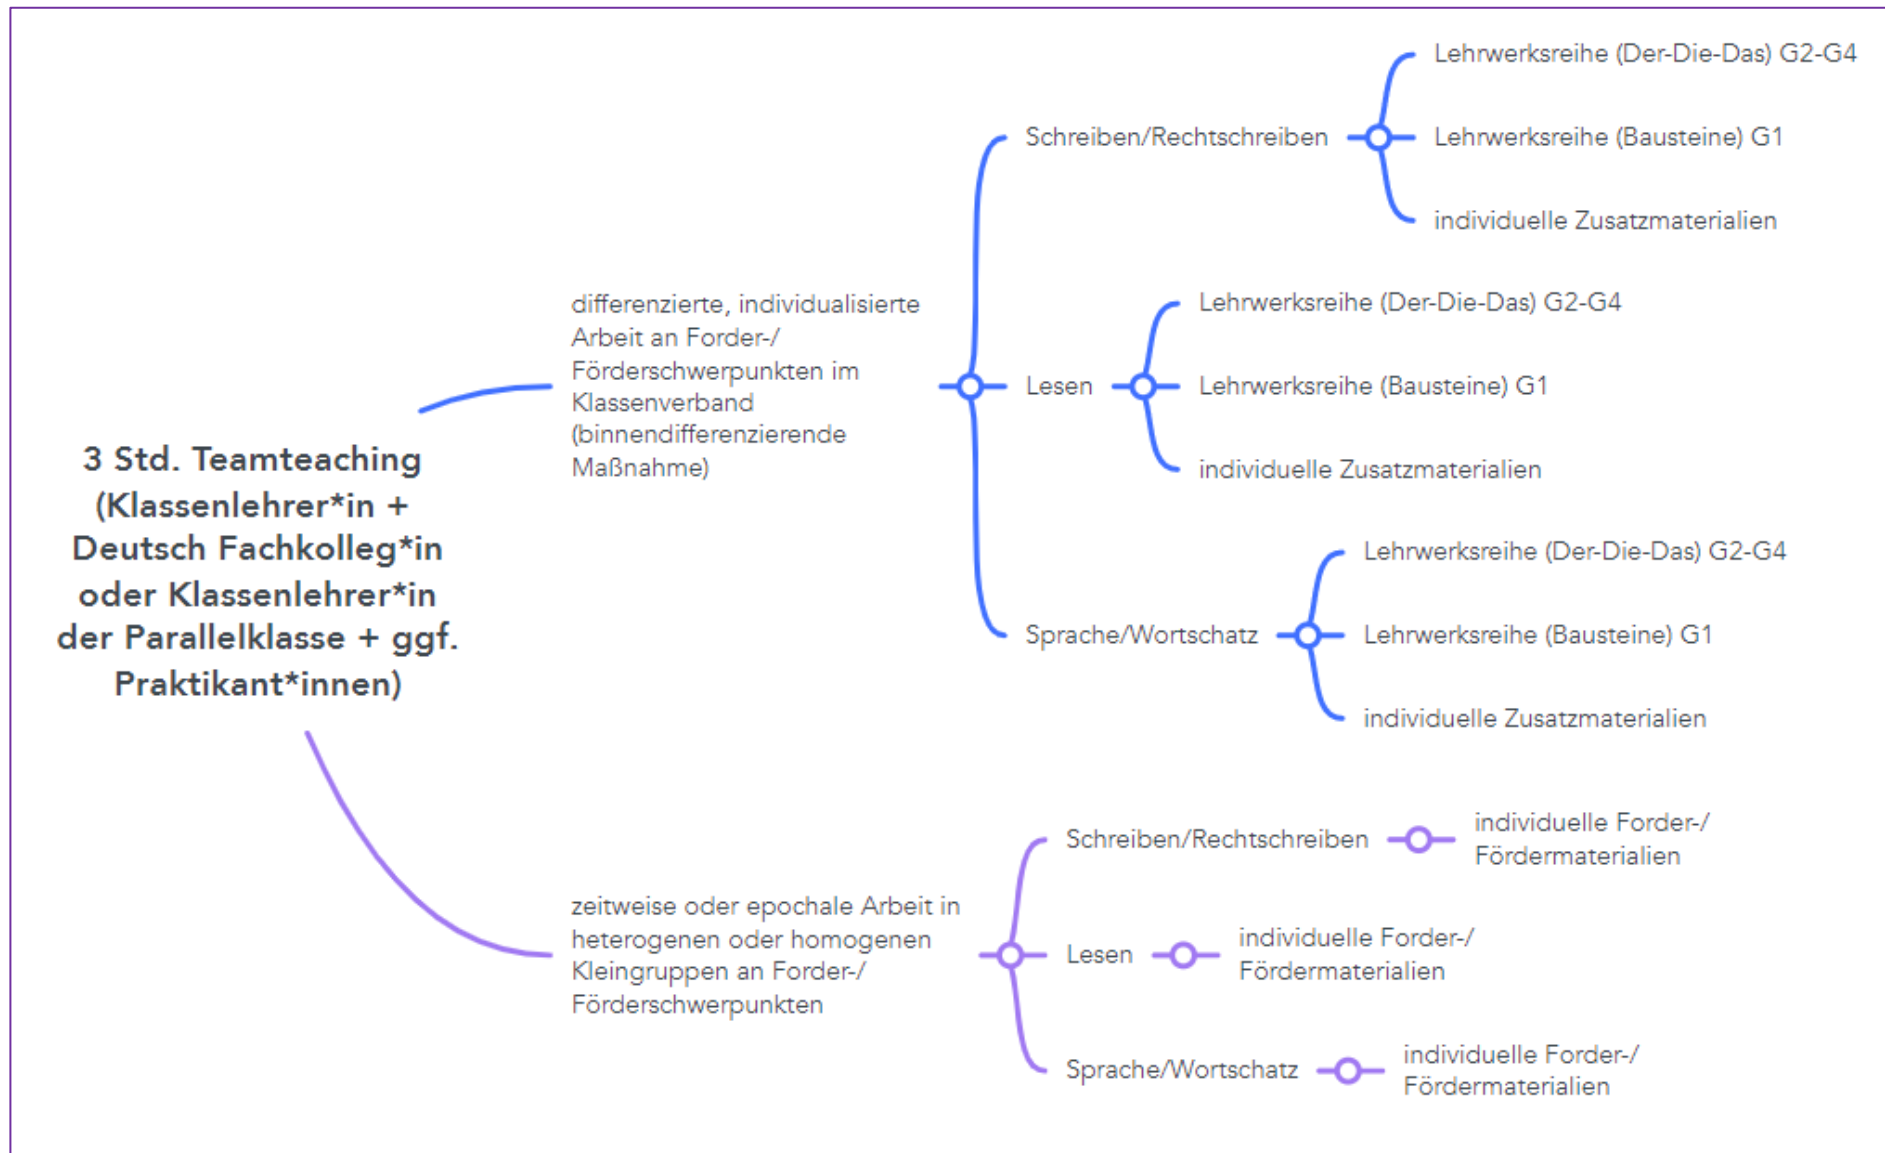 3 Std. Teamteaching
(Klassenlehrer*in +
Deutsch Fachkolleg*in
oder Klassenlehrer*in
der Parallelklasse + ggf.
Praktikant*innen)
differenzierte, individualisierte
Arbeit an Forder-/
Förderschwerpunkten im
Klassenverband
(binnendifferenzierende
Maßnahme)
Schreiben/Rechtschreiben
Lehrwerksreihe (Der-Die-Das) G2-G4
Lehrwerksreihe (Bausteine) G1
individuelle Zusatzmaterialien
Lesen
Lehrwerksreihe (Der-Die-Das) G2-G4
Lehrwerksreihe (Bausteine) G1
individuelle Zusatzmaterialien
Sprache/Wortschatz
Lehrwerksreihe (Der-Die-Das) G2-G4
Lehrwerksreihe (Bausteine) G1
individuelle Zusatzmaterialien
zeitweise oder epochale Arbeit in
heterogenen oder homogenen
Kleingruppen an Forder-/
Förderschwerpunkten
Schreiben/Rechtschreiben
individuelle Forder-/
Fördermaterialien
Lesen
individuelle Forder-/
Fördermaterialien
Sprache/Wortschatz
individuelle Forder-/
Fördermaterialien